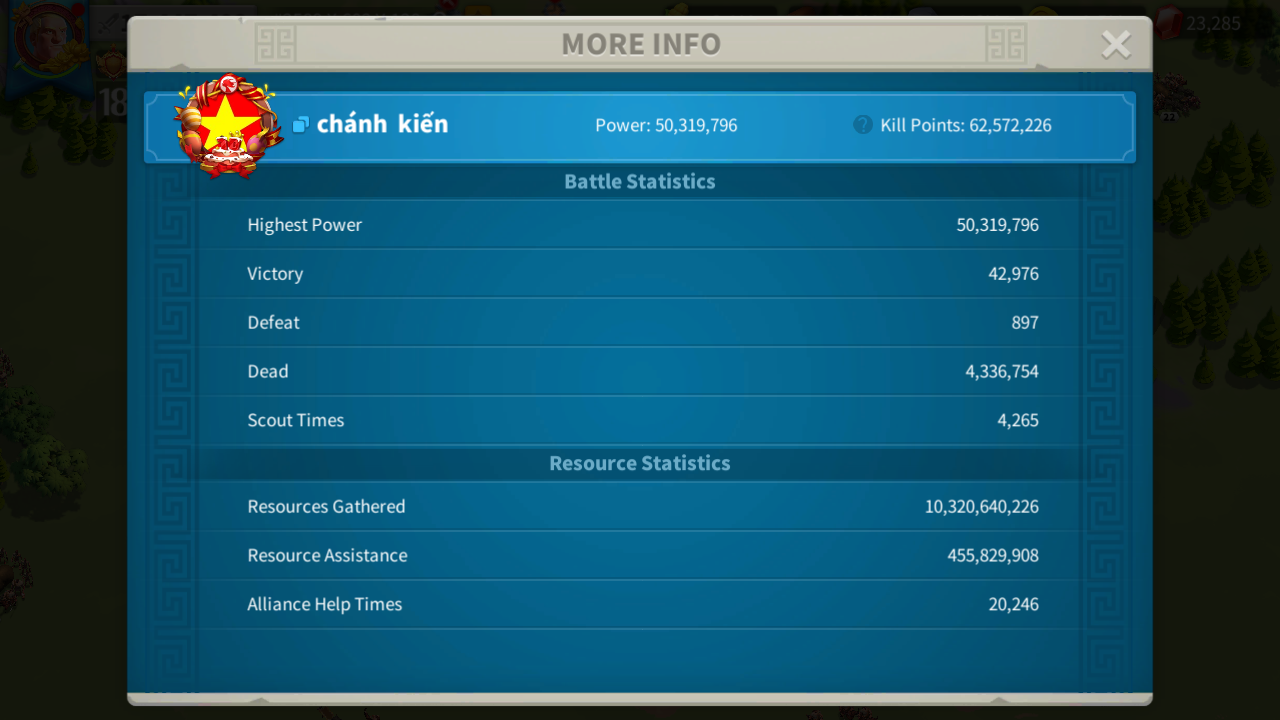 MORE INFO
23,285
18
chánh kiến
Power: 50,319,796
Kill Points: 62,572,226
22
Battle Statistics
Highest Power 50,319,796
Victory 42,976
Defeat 897
Dead 4,336,754
Scout Times 4,265
Resource Statistics
Resources Gathered 10,320,640,226
Resource Assistance 455,829,908
Alliance Help Times 20,246